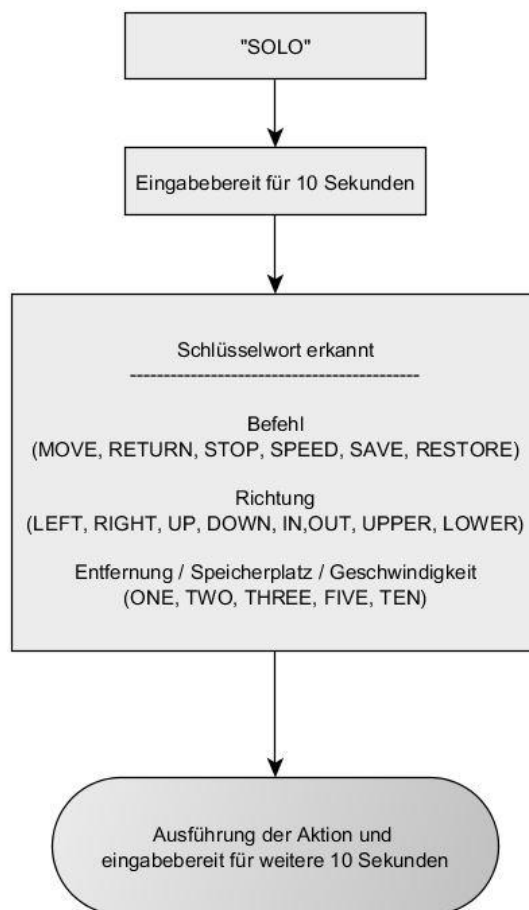 "SOLO"
Eingabebereit für 10 Sekunden
Schlüsselwort erkannt
-------------------------------------------
Befehl
(MOVE, RETURN, STOP, SPEED, SAVE, RESTORE)
Richtung
(LEFT, RIGHT, UP, DOWN, IN,OUT, UPPER, LOWER)
Entfernung / Speicherplatz / Geschwindigkeit
(ONE, TWO, THREE, FIVE, TEN)
Ausführung der Aktion und
eingabebereit für weitere 10 Sekunden